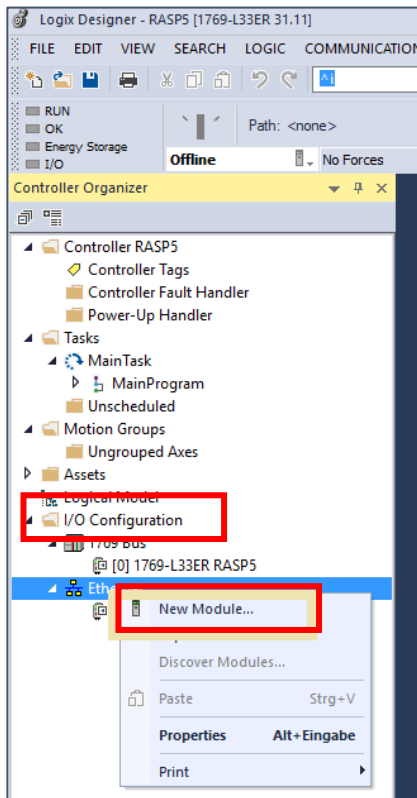 Logix Designer - RASP5 [1769-L33ER 31.11]
FILE EDIT VIEW SEARCH LOGIC COMMUNICATION
RUN
OK
Energy Storage
I/O
Path: <none>
Offline
No Forces
Controller Organizer
Controller RASP5
Controller Tags
Controller Fault Handler
Power-Up Handler
Tasks
MainTask
MainProgram
Unscheduled
Motion Groups
Ungrouped Axes
Assets
Logical Model
I/O Configuration
1769 Bus
[0] 1769-L33ER RASP5
New Module...
Discover Modules...
Paste Strg+V
Properties Alt+Eingabe
Print